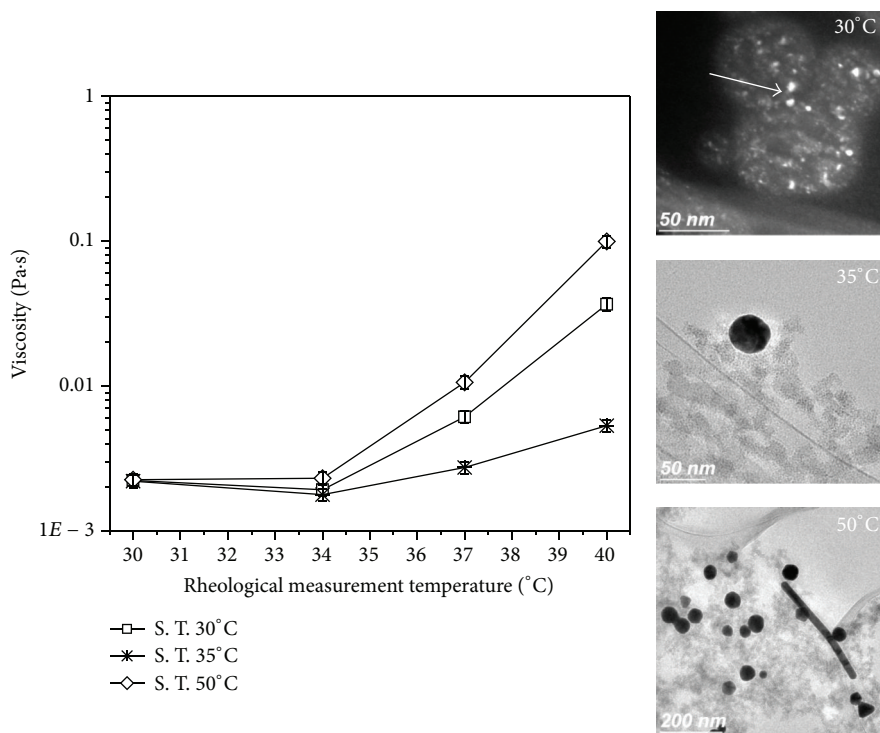 1
0.1
0.01
1E − 3
Viscosity (Pa·s)
30 31 32 33 34 35 36 37 38 39 40
Rheological measurement temperature (°C)
S. T. 30°C
S. T. 35°C
S. T. 50°C
30°C
50 nm
35°C
50 nm
50°C
200 nm